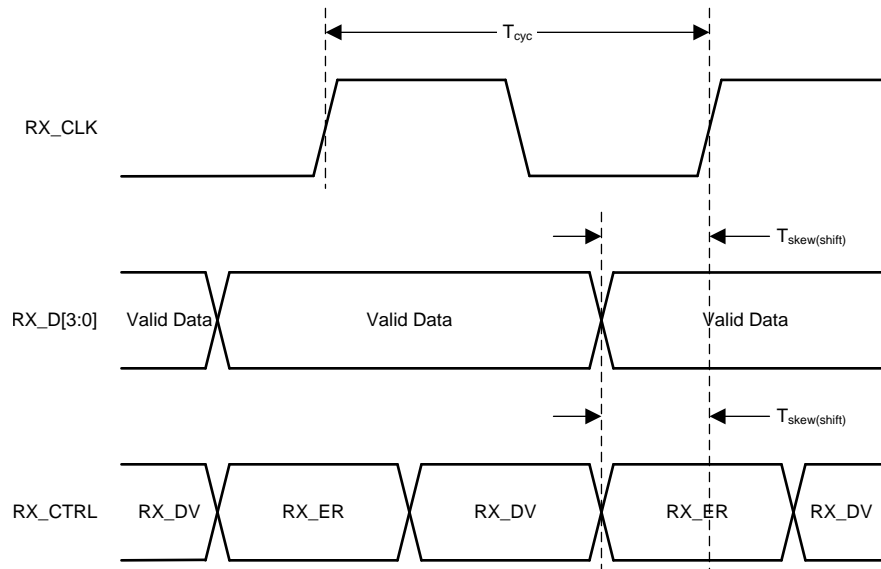 Tcyc
RX_CLK
Tskew(shift)
RX_D[3:0] Valid Data Valid Data Valid Data
Tskew(shift)
RX_CTRL RX_DV RX_ER RX_DV RX_ER RX_DV